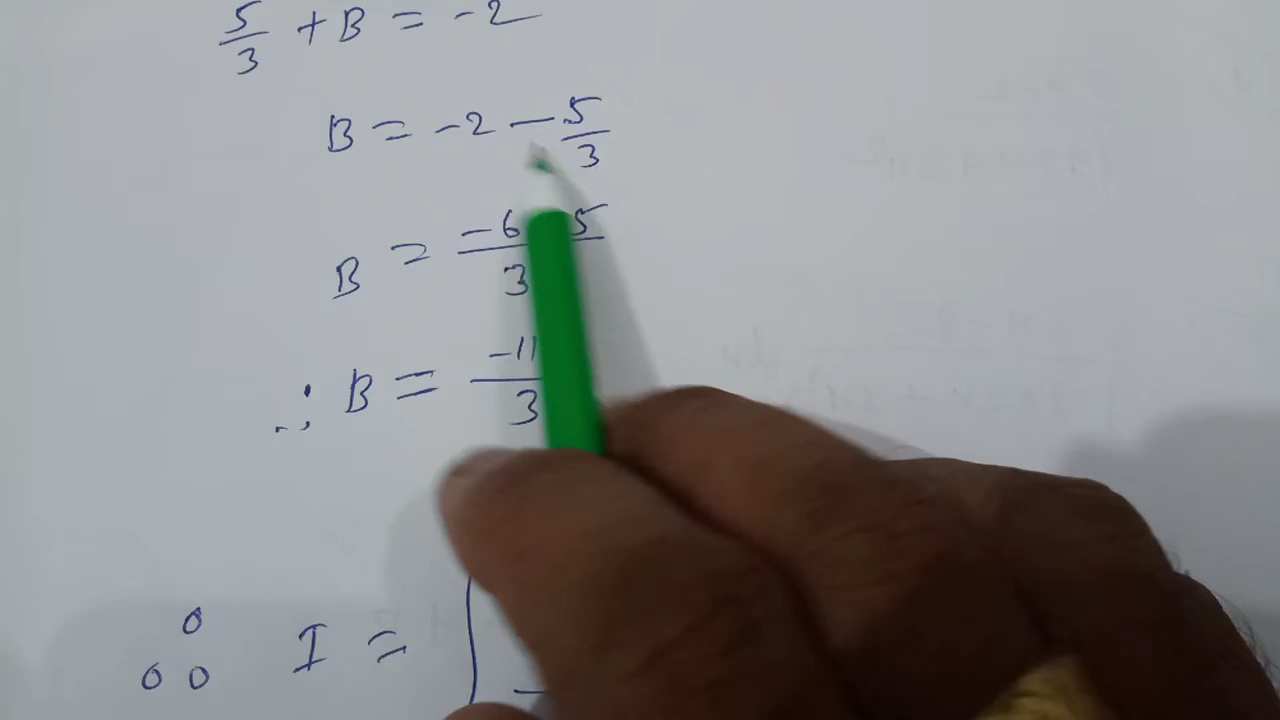 5/3 + B = -2
B = -2 - 5/3
B = -6 5/3
∴ B = -11/3
∴ I =